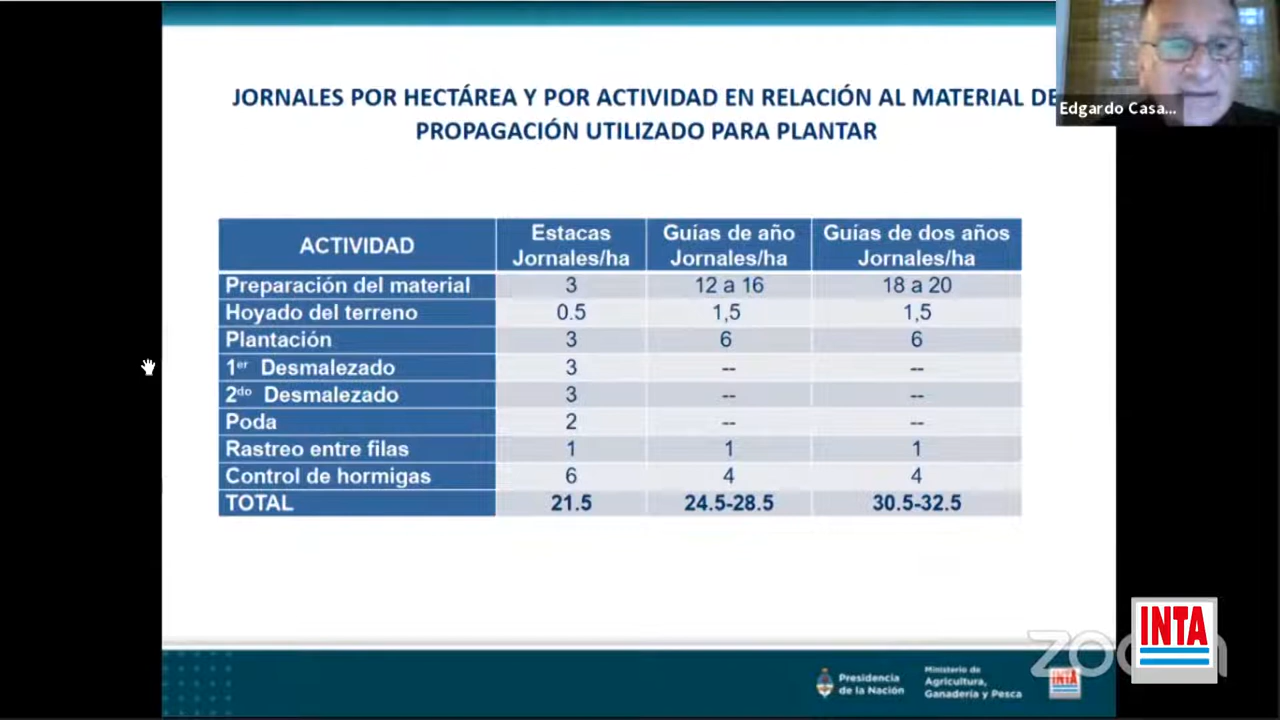 JORNALES POR HECTÁREA Y POR ACTIVIDAD EN RELACIÓN AL MATERIAL DE
PROPAGACIÓN UTILIZADO PARA PLANTAR
Edgardo Casa...
ACTIVIDAD Estacas Jornales/ha Guías de año Jornales/ha Guías de dos años Jornales/ha
Preparación del material 3 12 a 16 18 a 20
Hoyado del terreno 0.5 1,5 1,5
Plantación 3 6 6
1er Desmalezado 3 -- --
2do Desmalezado 3 -- --
Poda 2 -- --
Rastreo entre filas 1 1 1
Control de hormigas 6 4 4
TOTAL 21.5 24.5-28.5 30.5-32.5
Presidencia
de la Nación
Ministerio de
Agricultura,
Ganadería y Pesca
INTA
zoom
INTA